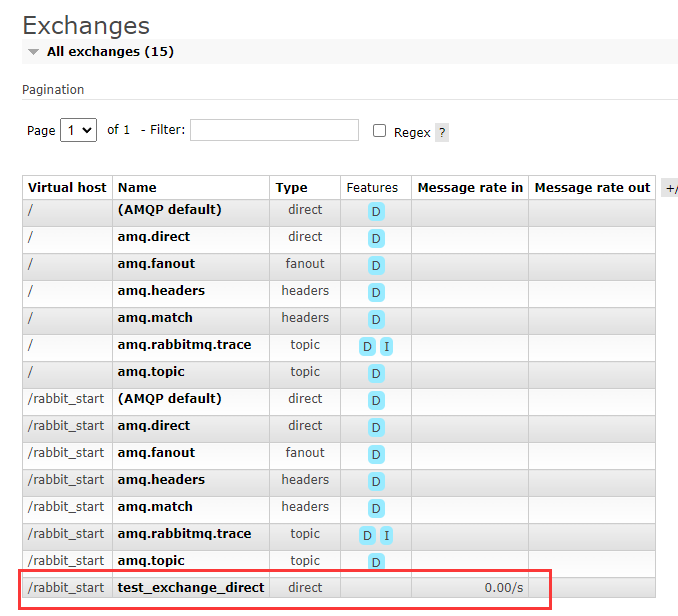 Exchanges
All exchanges (15)
Pagination
Page 1 of 1 - Filter: Regex ?
Virtual host Name Type Features Message rate in Message rate out +/
/ (AMQP default) direct D
/ amq.direct direct D
/ amq.fanout fanout D
/ amq.headers headers D
/ amq.match headers D
/ amq.rabbitmq.trace topic D I
/ amq.topic topic D
/rabbit_start (AMQP default) direct D
/rabbit_start amq.direct direct D
/rabbit_start amq.fanout fanout D
/rabbit_start amq.headers headers D
/rabbit_start amq.match headers D
/rabbit_start amq.rabbitmq.trace topic D I
/rabbit_start amq.topic topic D
/rabbit_start test_exchange_direct direct 0.00/s